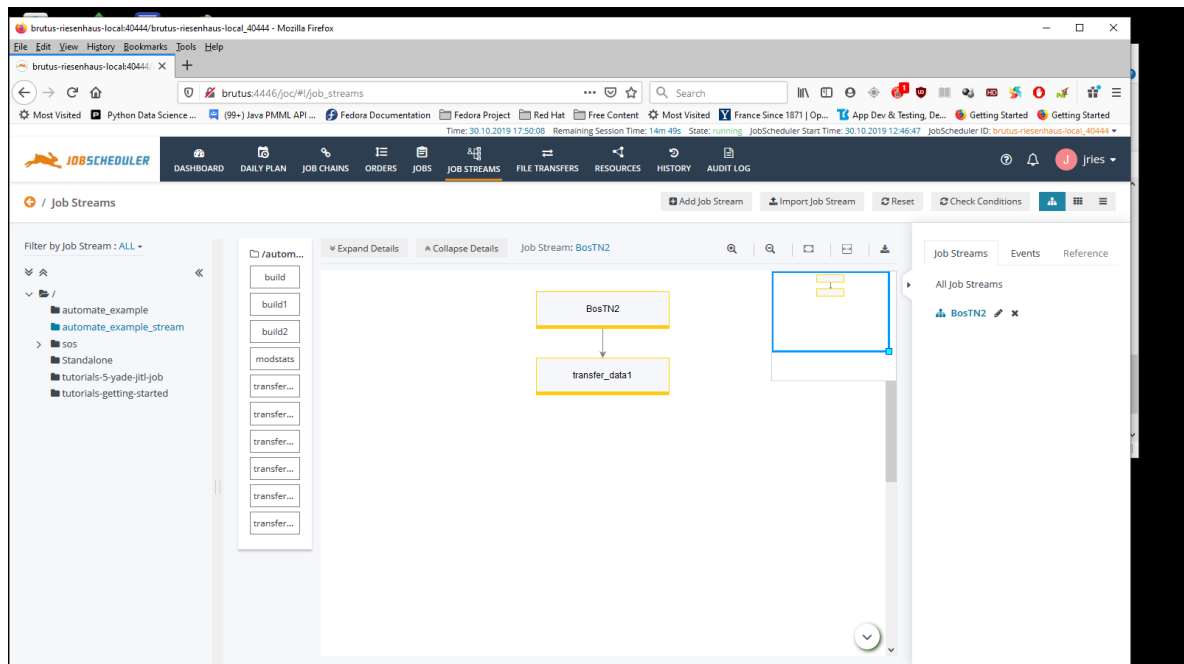 brutus-riesenhaus-local:40444/brutus-riesenhaus-local_40444 - Mozilla Firefox
File Edit View History Bookmarks Tools Help
brutus-riesenhaus-local:40444/
brutus:4446/joc/#!/job_streams
Search
Most Visited Python Data Science ... (99+) Java PMML API ... Fedora Documentation Fedora Project Red Hat Free Content Most Visited France Since 1871 | Op... App Dev & Testing, De... Getting Started Getting Started
Time: 30.10.2019 17:50:08 Remaining Session Time: 14m 49s State: running JobScheduler Start Time: 30.10.2019 12:46:47 JobScheduler ID: brutus-riesenhaus-local_40444
JOBSCHEDULER
DASHBOARD DAILY PLAN JOB CHAINS ORDERS JOBS JOB STREAMS FILE TRANSFERS RESOURCES HISTORY AUDIT LOG
J jries
/ Job Streams
Add Job Stream Import Job Stream Reset Check Conditions
Filter by Job Stream : ALL
/
automate_example
automate_example_stream
sos
Standalone
tutorials-5-yade-jitl-job
tutorials-getting-started
/autom...
build
build1
build2
modstats
transfer...
transfer...
transfer...
transfer...
transfer...
transfer...
Expand Details Collapse Details Job Stream: BosTN2
BosTN2
transfer_data1
Job Streams Events Reference
All Job Streams
BosTN2